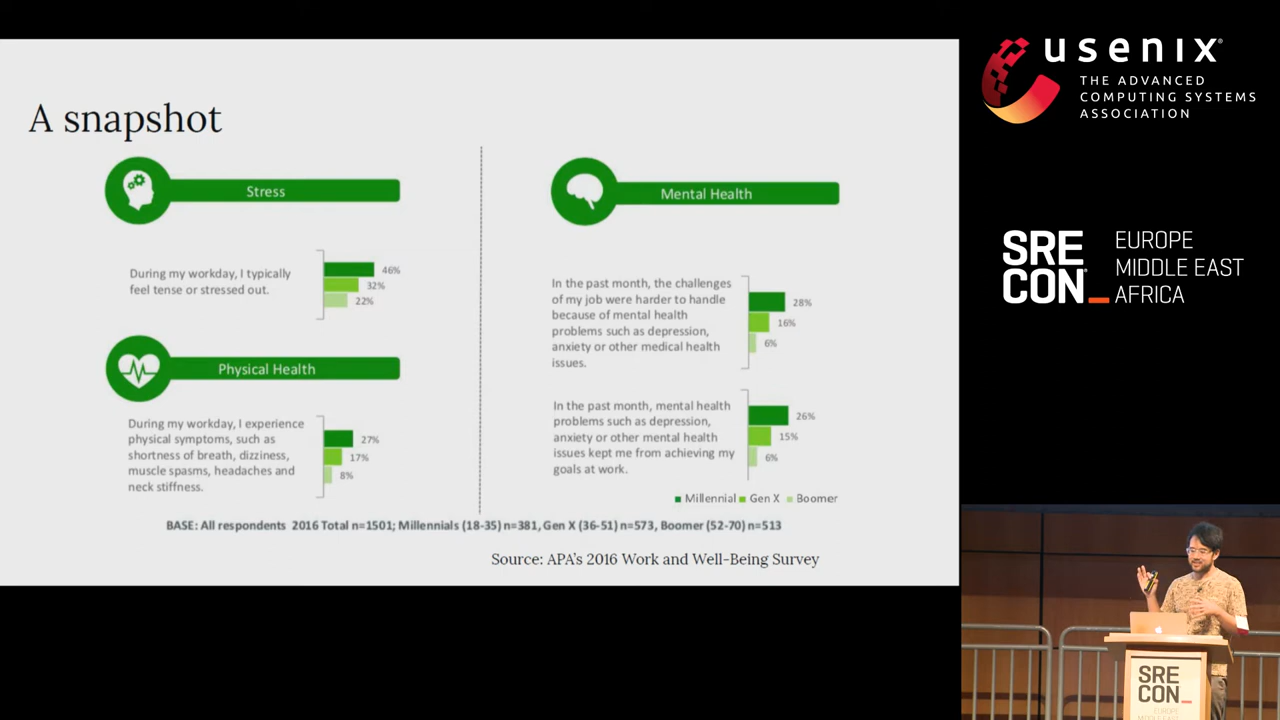 A snapshot
Stress
During my workday, I typically
feel tense or stressed out.
46%
32%
22%
Physical Health
During my workday, I experience
physical symptoms, such as
shortness of breath, dizziness,
muscle spasms, headaches and
neck stiffness.
27%
17%
8%
Mental Health
In the past month, the challenges
of my job were harder to handle
because of mental health
problems such as depression,
anxiety or other medical health
issues.
28%
16%
6%
In the past month, mental health
problems such as depression,
anxiety or other mental health
issues kept me from achieving my
goals at work.
26%
15%
6%
Millennial Gen X Boomer
BASE: All respondents 2016 Total n=1501; Millennials (18-35) n=381, Gen X (36-51) n=573, Boomer (52-70) n=513
Source: APA's 2016 Work and Well-Being Survey
usenix®
THE ADVANCED
COMPUTING SYSTEMS
ASSOCIATION
SRE
CON_
EUROPE
MIDDLE EAST
AFRICA
SRE
CON_
EUROPE
MIDDLE EAST